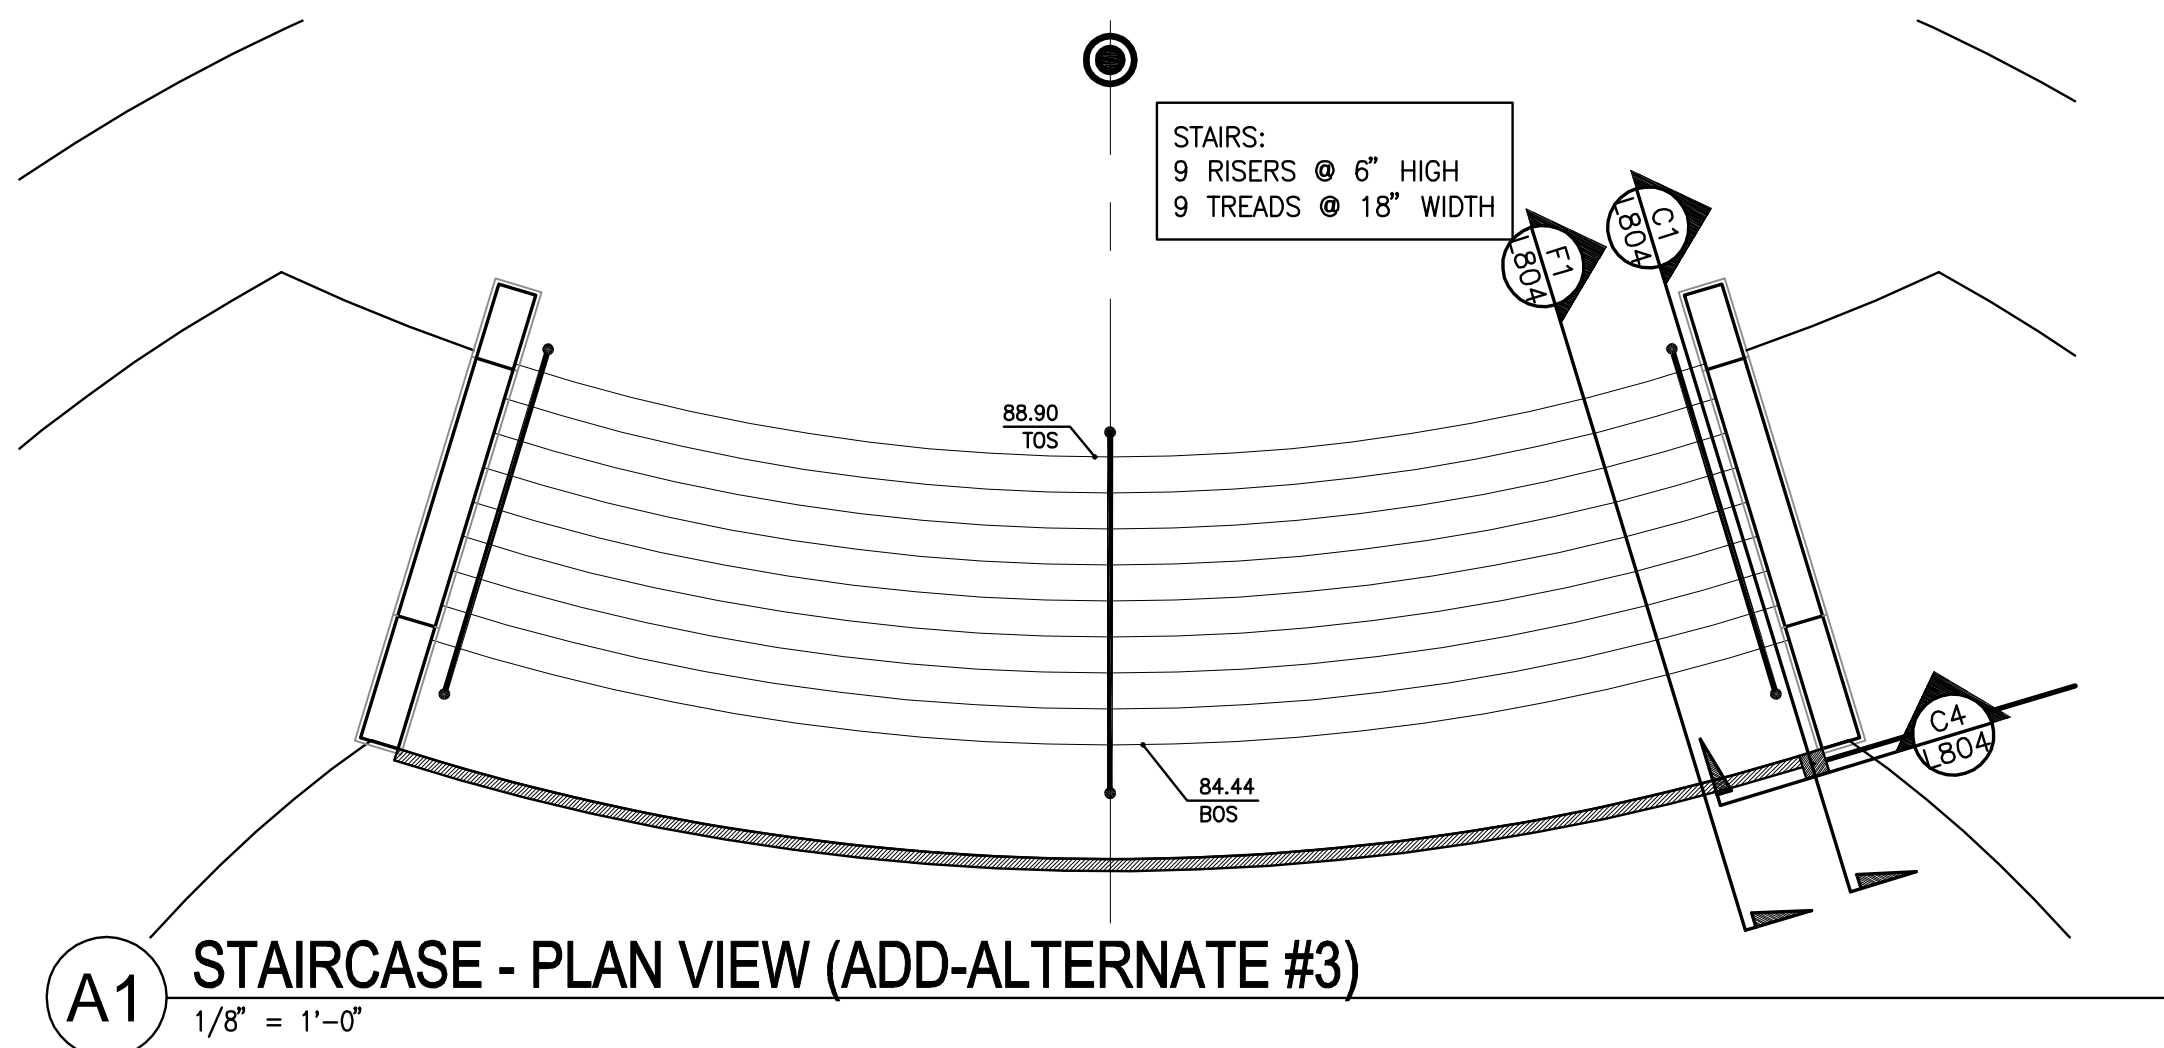 STAIRS:
9 RISERS @ 6” HIGH
9 TREADS @ 18” WIDTH
F1
L804
C1
L804
88.90
TOS
C4
L804
84.44
BOS
A1
STAIRCASE - PLAN VIEW (ADD-ALTERNATE #3)
1/8” = 1’-0”